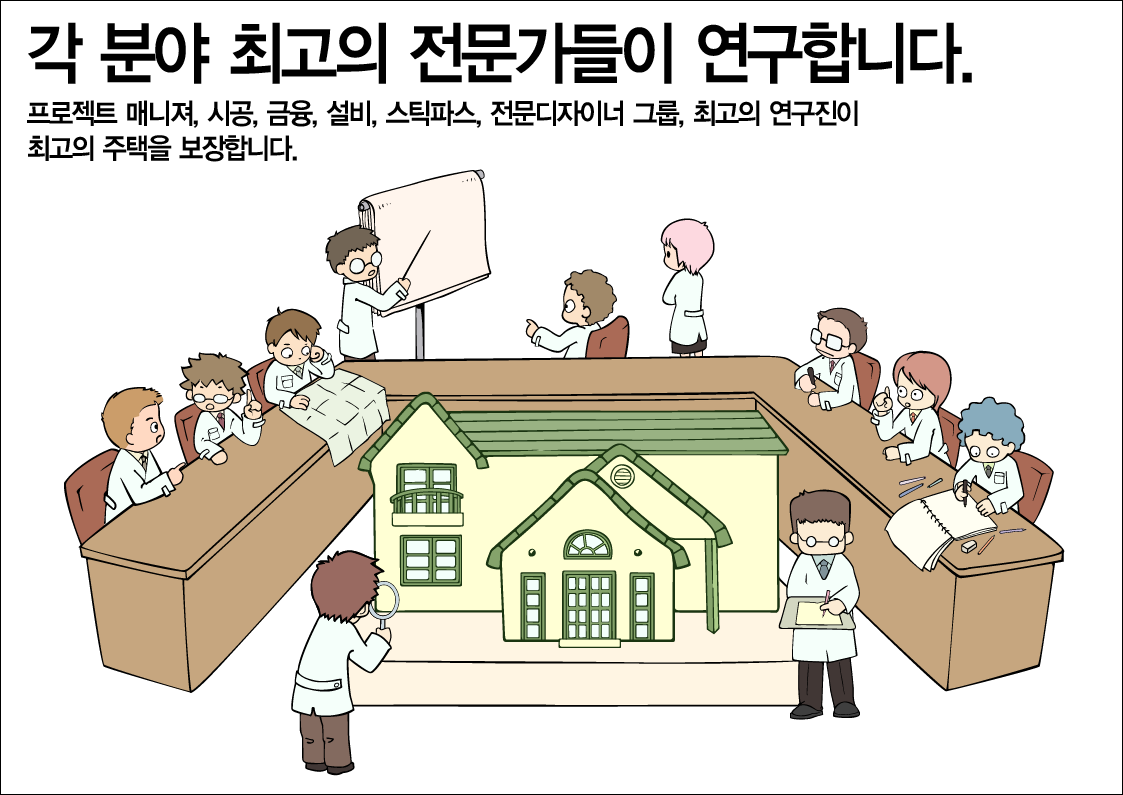 각 분야 최고의 전문가들이 연구합니다.
프로젝트 매니져, 시공, 금융, 설비, 스틱파스, 전문디자이너 그룹, 최고의 연구진이
최고의 주택을 보장합니다.